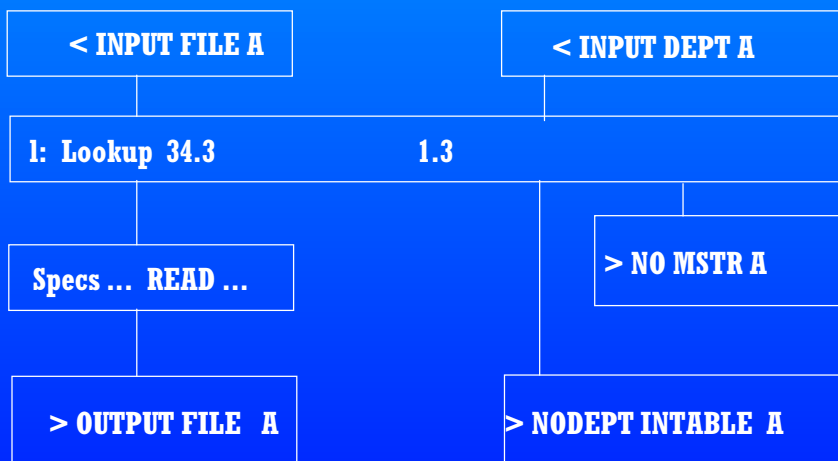 < INPUT FILE A
< INPUT DEPT A
l: Lookup 34.3 1.3
> NO MSTR A
Specs ... READ ...
> OUTPUT FILE A
> NODEPT INTABLE A